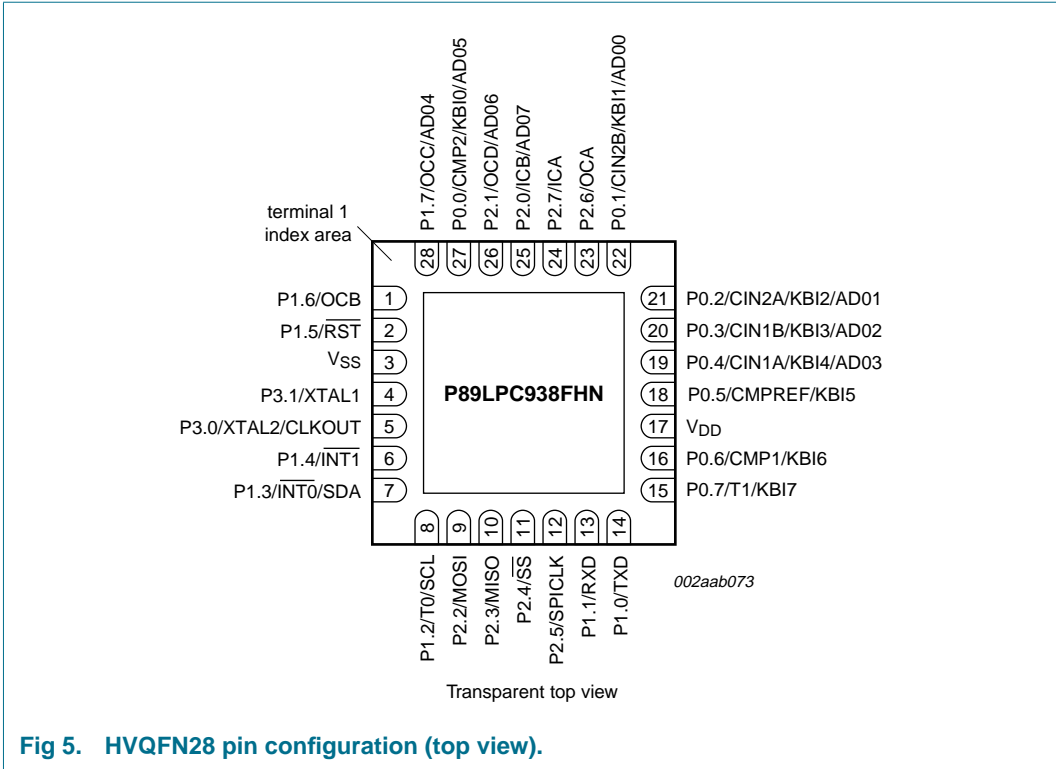 P1.7/OCC/AD04
P0.0/CMP2/KBI0/AD05
P2.1/OCD/AD06
P2.0/ICB/AD07
P2.7/ICA
P2.6/OCA
P0.1/CIN2B/KBI1/AD00
terminal 1
index area
28 27 26 25 24 23 22
P1.6/OCB 1
P1.5/R̅S̅T̅ 2
VSS 3
P3.1/XTAL1 4
P3.0/XTAL2/CLKOUT 5
P1.4/I̅N̅T̅1̅ 6
P1.3/I̅N̅T̅0̅/SDA 7
P89LPC938FHN
21 P0.2/CIN2A/KBI2/AD01
20 P0.3/CIN1B/KBI3/AD02
19 P0.4/CIN1A/KBI4/AD03
18 P0.5/CMPREF/KBI5
17 VDD
16 P0.6/CMP1/KBI6
15 P0.7/T1/KBI7
8 9 10 11 12 13 14
P1.2/T0/SCL
P2.2/MOSI
P2.3/MISO
P2.4/S̅S̅
P2.5/SPICLK
P1.1/RXD
P1.0/TXD
002aab073
Transparent top view
Fig 5. HVQFN28 pin configuration (top view).